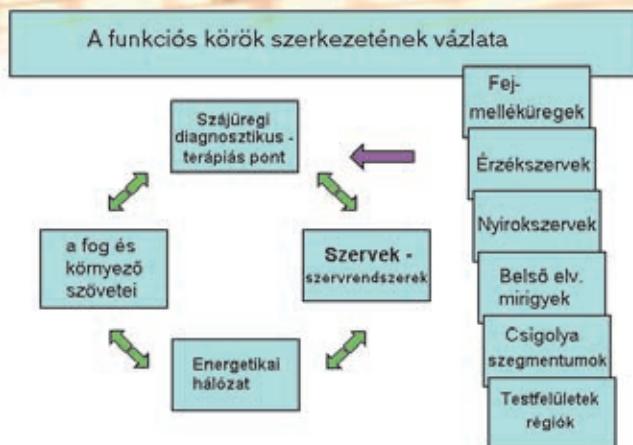 A funkciós körök szerkezetének vázlata
Szájüregi
diagnosztikus -
terápiás pont
a fog és
környező
szövetei
Szervek -
szervrendszerek
Energetikai
hálózat
Fej-
melléküregek
Érzékszervek
Nyirokszervek
Belső elv.
mirigyek
Csigolya
szegmentumok
Testfelületek
régiók